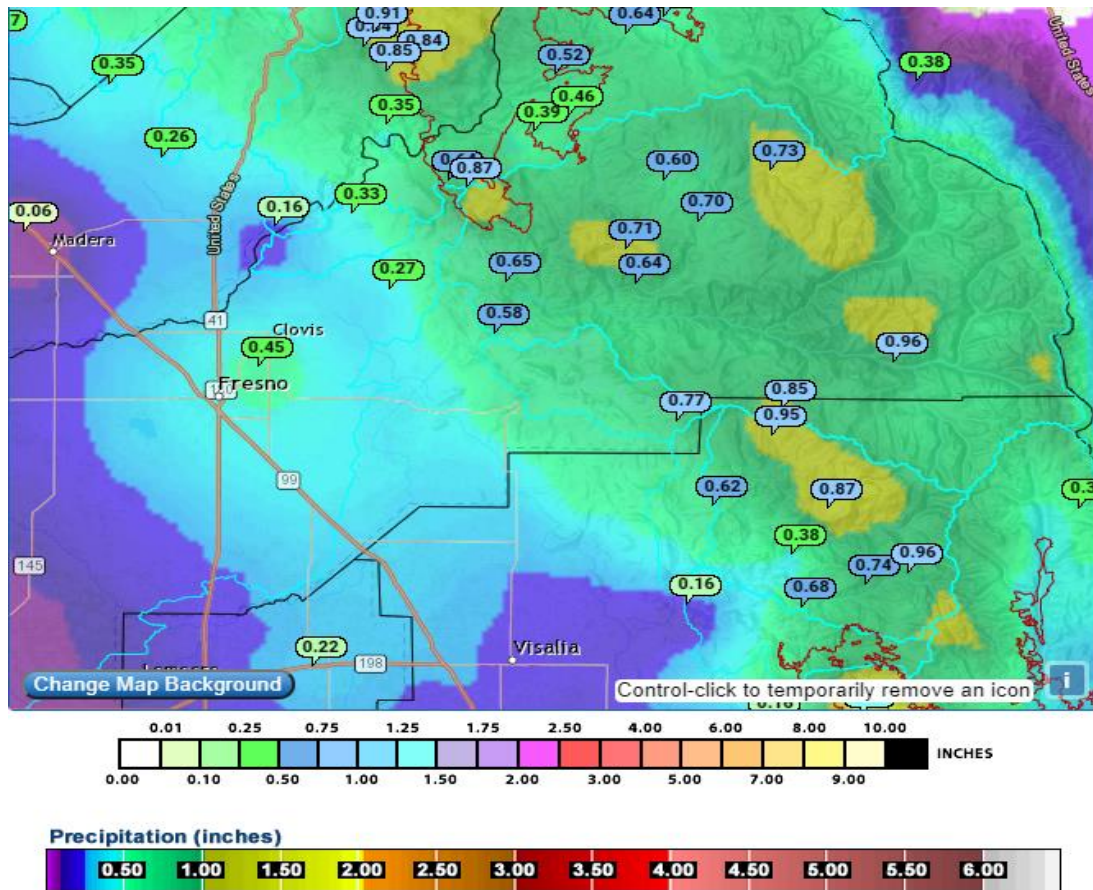 0.91
0.64
0.84
0.85
0.52
0.35
0.38
0.35
0.46
0.39
0.26
United States
United States
0.73
0.60
0.87
0.33
0.16
0.06
0.70
Madera
0.71
0.27
0.65
0.64
0.58
41
Clovis
0.45
0.96
Fresno
0.85
0.77
0.95
99
0.62
0.87
0.38
145
0.96
0.74
0.16
0.68
0.22
Visalia
198
Change Map Background
Control-click to temporarily remove an icon
i
0.01 0.25 0.75 1.25 1.75 2.50 4.00 6.00 8.00 10.00
INCHES
0.00 0.10 0.50 1.00 1.50 2.00 3.00 5.00 7.00 9.00
Precipitation (inches)
0.50 1.00 1.50 2.00 2.50 3.00 3.50 4.00 4.50 5.00 5.50 6.00